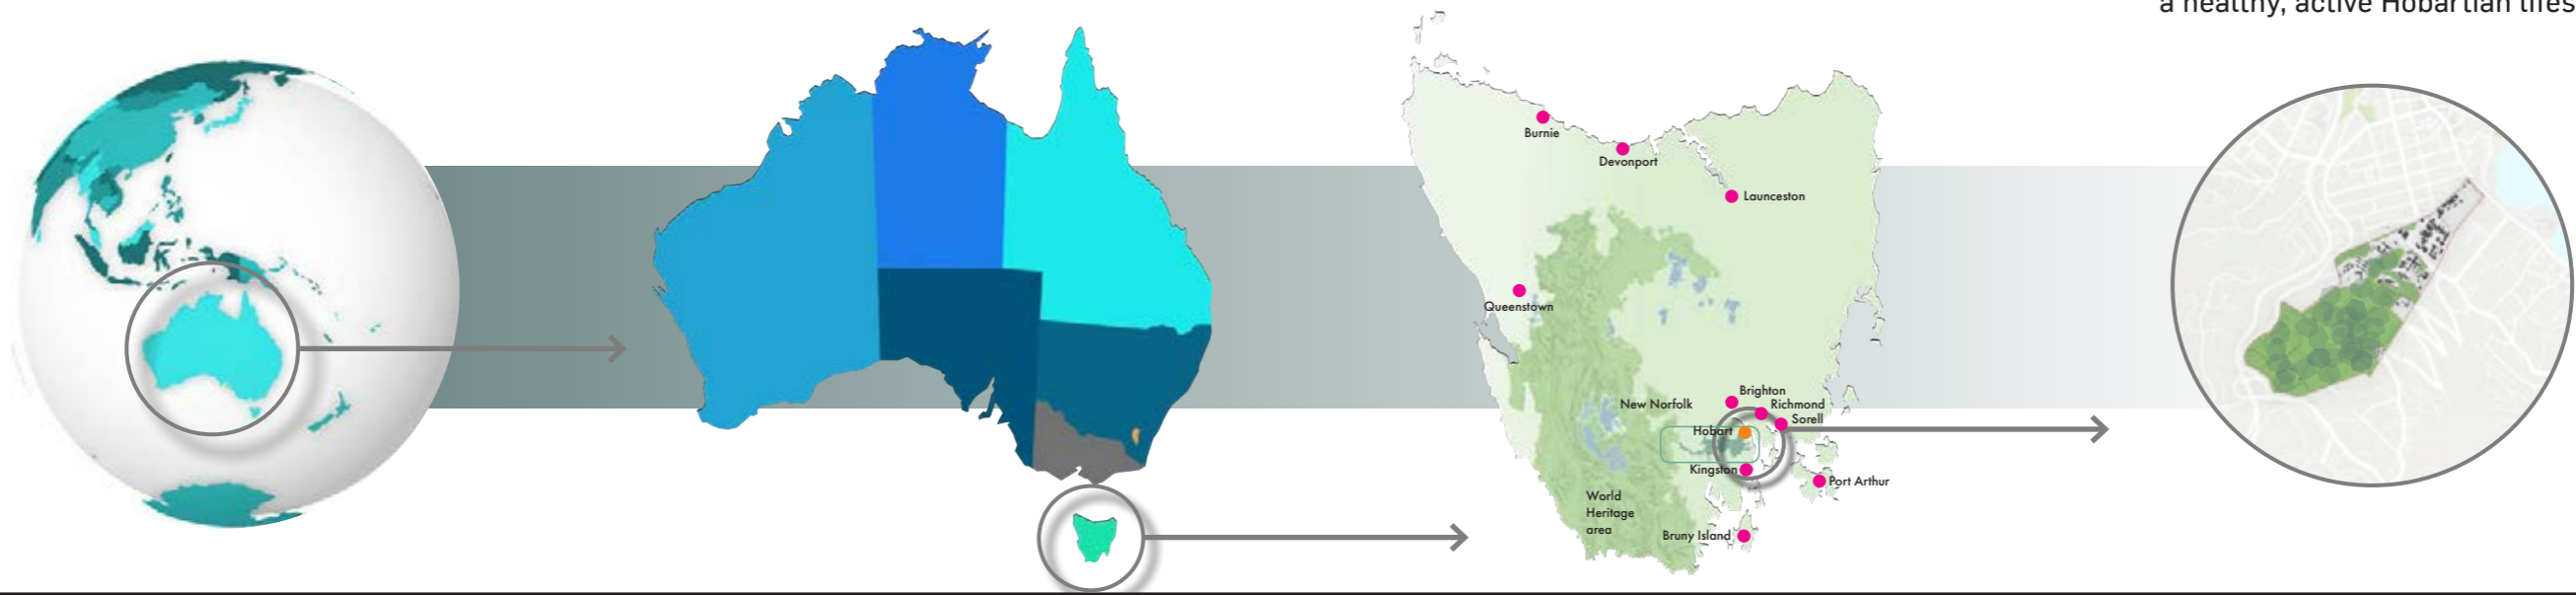 a healthy, active Hobartian lifes
Burnie
Devonport
Launceston
Queenstown
Brighton
New Norfolk
Richmond
Sorell
Hobart
Kingston
Port Arthur
World
Heritage
area
Bruny Island